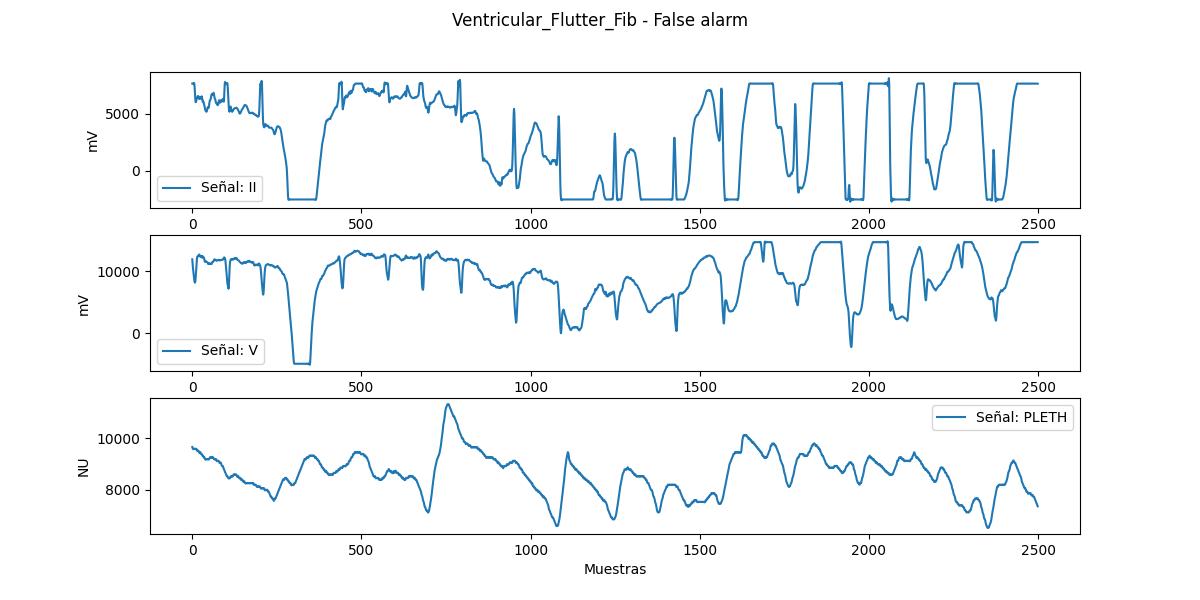 Ventricular_Flutter_Fib - False alarm
5000
0
mV
Señal: II
0 500 1000 1500 2000 2500
10000
0
mV
Señal: V
0 500 1000 1500 2000 2500
10000
8000
NU
Señal: PLETH
0 500 1000 1500 2000 2500
Muestras